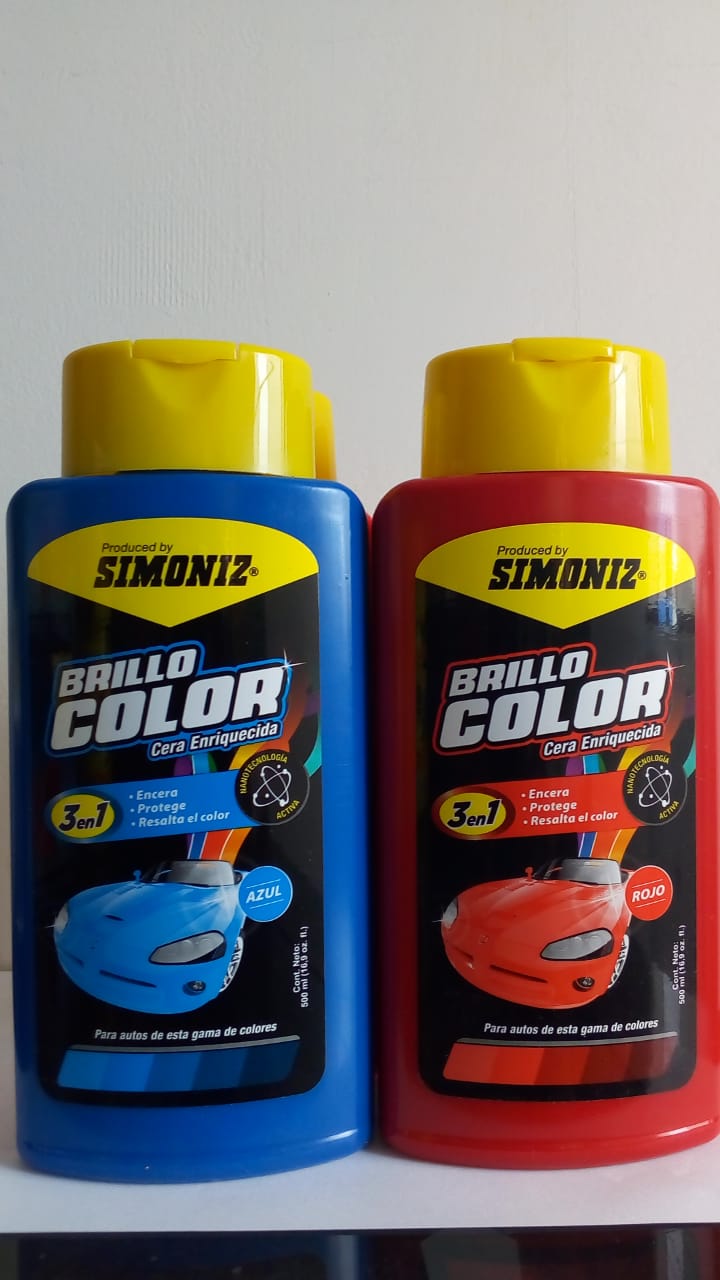 Produced by
SIMONIZ®
BRILLO
COLOR
Cera Enriquecida
3en1
• Encera
• Protege
• Resalta el color
NANOTECNOLOGÍA
ACTIVA
AZUL
Cont. Neto:
500 ml (16,9 oz. fl.)
Para autos de esta gama de colores
Produced by
SIMONIZ®
BRILLO
COLOR
Cera Enriquecida
3en1
• Encera
• Protege
• Resalta el color
NANOTECNOLOGÍA
ACTIVA
ROJO
Cont. Neto:
500 ml (16,9 oz. fl.)
Para autos de esta gama de colores